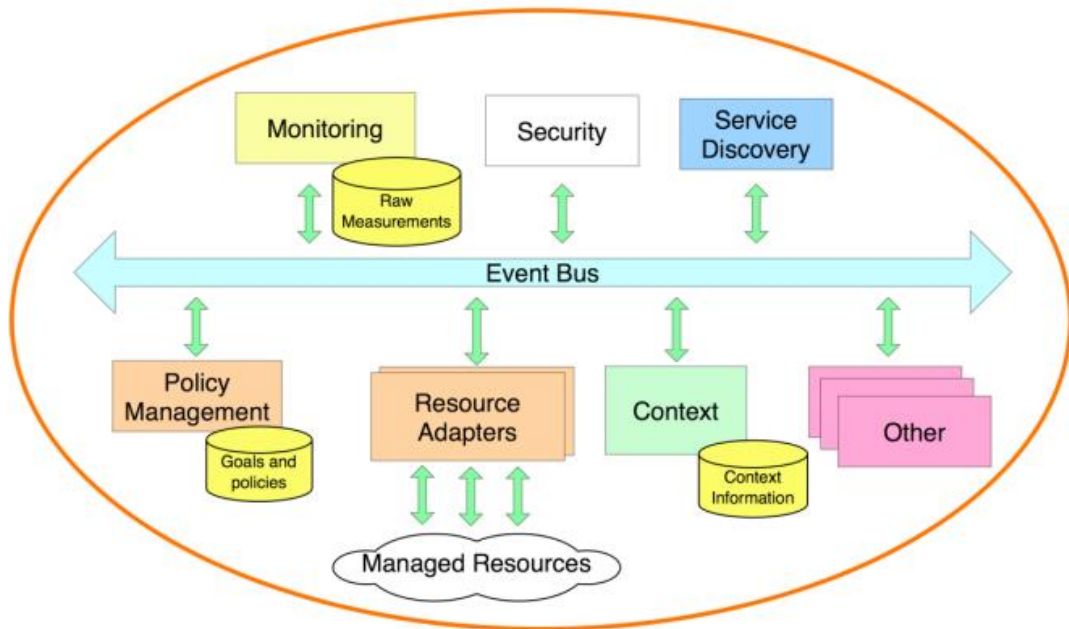 Monitoring
Raw
Measurements
Security
Service
Discovery
Event Bus
Policy
Management
Goals and
policies
Resource
Adapters
Context
Context
Information
Other
Managed Resources